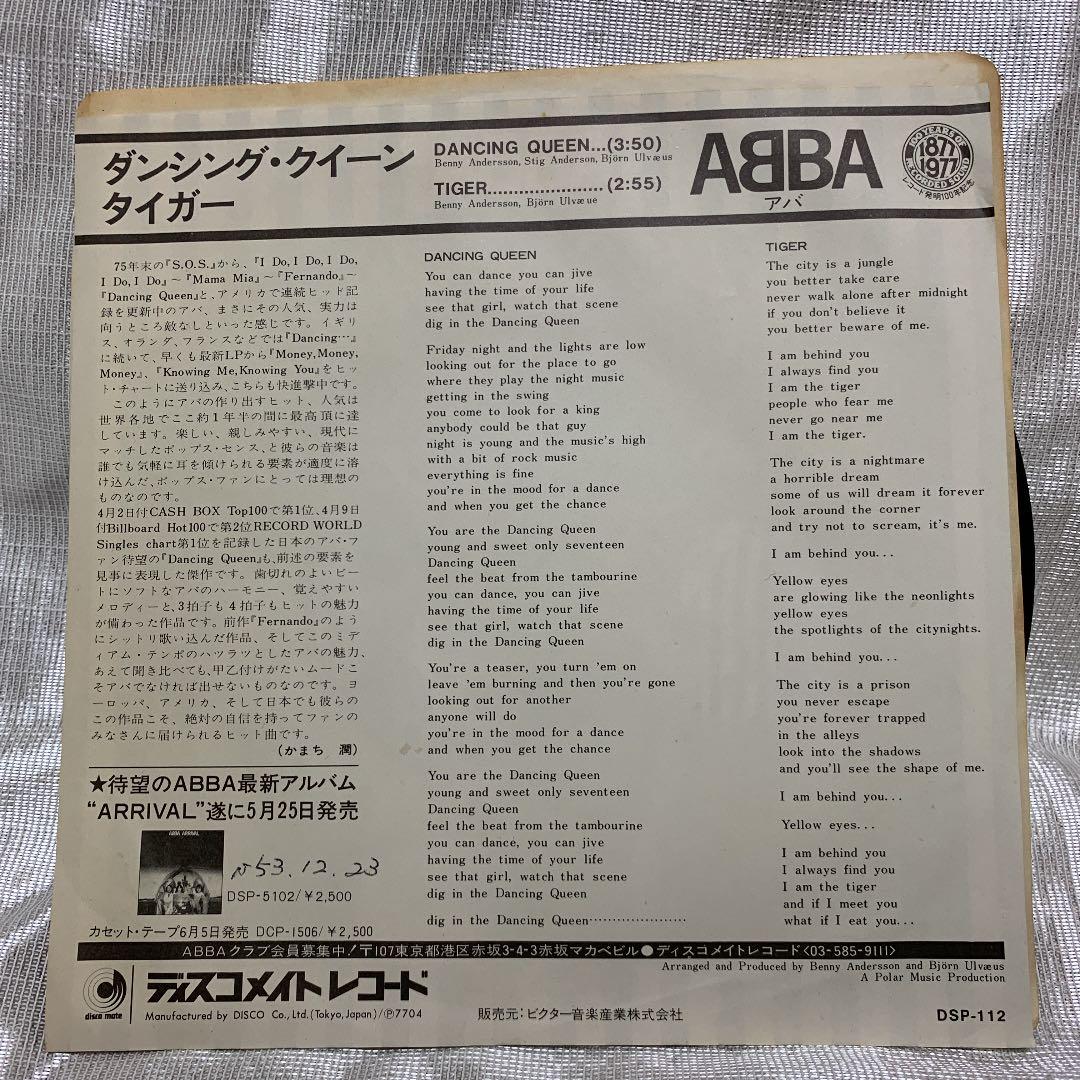 ダンシング・クイーン
タイガー
DANCING QUEEN...(3:50)
Benny Andersson, Stig Anderson, Björn Ulvæus
TIGER......................(2:55)
Benny Andersson, Björn Ulvæue
ABBA
アバ
100 YEARS OF
1877
1977
RECORDED SOUND
レコード発明100年記念
75年末の『S.O.S.』から、『I Do, I Do, I Do,
I Do, I Do』〜『Mama Mia』〜『Fernando』〜
『Dancing Queen』と、アメリカで連続ヒット記
録を更新中のアバ、まさにその人気、実力は
向うところ敵なしといった感じです。イギリ
ス、オランダ、フランスなどでは『Dancing…』
に続いて、早くも最新LPから『Money, Money,
Money』、『Knowing Me, Knowing You』をヒッ
ト・チャートに送り込み、こちらも快進撃中です。
このようにアバの作り出すヒット、人気は
世界各地でここ約1年半の間に最高頂に達
しています。楽しい、親しみやすい、現代に
マッチしたポップス・センス、と彼らの音楽は
誰でも気軽に耳を傾けられる要素が適度に溶
け込んだ、ポップス・ファンにとっては理想の
ものなのです。
4月2日付CASH BOX Top100で第1位、4月9日
付Billboard Hot100で第2位RECORD WORLD
Singles chart第1位を記録した日本のアバ・フ
ァン待望の『Dancing Queen』も、前述の要素を
見事に表現した傑作です。歯切れのよいビー
トにソフトなアバのハーモニー、覚えやすい
メロディーと、3拍子も4拍子もヒットの魅力
が備わった作品です。前作『Fernando』のよう
にシットリ歌い込んだ作品、そしてこのミデ
ィアム・テンポのハツラツとしたアバの魅力、
あえて聞き比べても、甲乙付けがたいムードこ
そアバでなければ出せないものなのです。ヨ
ーロッパ、アメリカ、そして日本でも彼らの
この作品こそ、絶対の自信を持ってファンの
みなさんに届けられるヒット曲です。
(かまち 潤)
★待望のABBA最新アルバム
“ARRIVAL”遂に5月25日発売
ABBA ARRIVAL
53.12.23
DSP-5102/¥2,500
カセット・テープ6月5日発売 DCP-1506/¥2,500
DANCING QUEEN
You can dance you can jive
having the time of your life
see that girl, watch that scene
dig in the Dancing Queen
Friday night and the lights are low
looking out for the place to go
where they play the night music
getting in the swing
you come to look for a king
anybody could be that guy
night is young and the music's high
with a bit of rock music
everything is fine
you're in the mood for a dance
and when you get the chance
You are the Dancing Queen
young and sweet only seventeen
Dancing Queen
feel the beat from the tambourine
you can dance, you can jive
having the time of your life
see that girl, watch that scene
dig in the Dancing Queen
You're a teaser, you turn 'em on
leave 'em burning and then you're gone
looking out for another
anyone will do
you're in the mood for a dance
and when you get the chance
You are the Dancing Queen
young and sweet only seventeen
Dancing Queen
feel the beat from the tambourine
you can dance, you can jive
having the time of your life
see that girl, watch that scene
dig in the Dancing Queen
dig in the Dancing Queen…………………
TIGER
The city is a jungle
you better take care
never walk alone after midnight
if you don't believe it
you better beware of me.
I am behind you
I always find you
I am the tiger
people who fear me
never go near me
I am the tiger.
The city is a nightmare
a horrible dream
some of us will dream it forever
look around the corner
and try not to scream, it's me.
I am behind you...
Yellow eyes
are glowing like the neonlights
yellow eyes
the spotlights of the citynights.
I am behind you...
The city is a prison
you never escape
you're forever trapped
in the alleys
look into the shadows
and you'll see the shape of me.
I am behind you...
Yellow eyes...
I am behind you
I always find you
I am the tiger
and if I meet you
what if I eat you...
ABBAクラブ会員募集中!〒107東京都港区赤坂3-4-3赤坂マカベビル●ディスコメイトレコード<03-585-9111>
Arranged and Produced by Benny Andersson and Björn Ulvæus
A Polar Music Production
disco mate
ディスコメイトレコード
Manufactured by DISCO Co., Ltd.(Tokyo, Japan)/Ⓟ7704
販売元:ビクター音楽産業株式会社
DSP-112